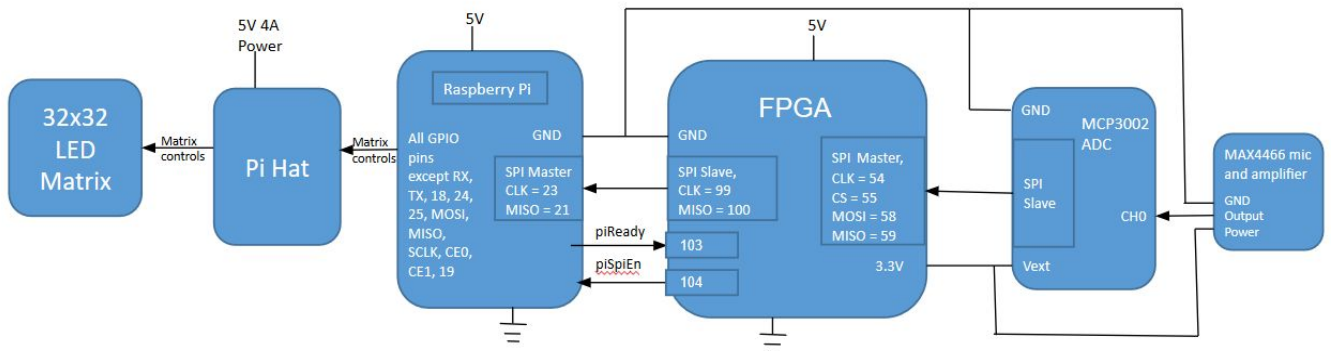 32x32
LED
Matrix
Matrix
controls
5V 4A
Power
Pi Hat
Matrix
controls
5V
Raspberry Pi
All GPIO
pins
except RX,
TX, 18, 24,
25, MOSI,
MISO,
SCLK, CE0,
CE1, 19
GND
SPI Master
CLK = 23
MISO = 21
piReady
piSpiEn
5V
FPGA
GND
SPI Slave,
CLK = 99
MISO = 100
103
104
SPI Master,
CLK = 54
CS = 55
MOSI = 58
MISO = 59
3.3V
GND
MCP3002
ADC
SPI
Slave
CH0
Vext
MAX4466 mic
and amplifier
GND
Output
Power